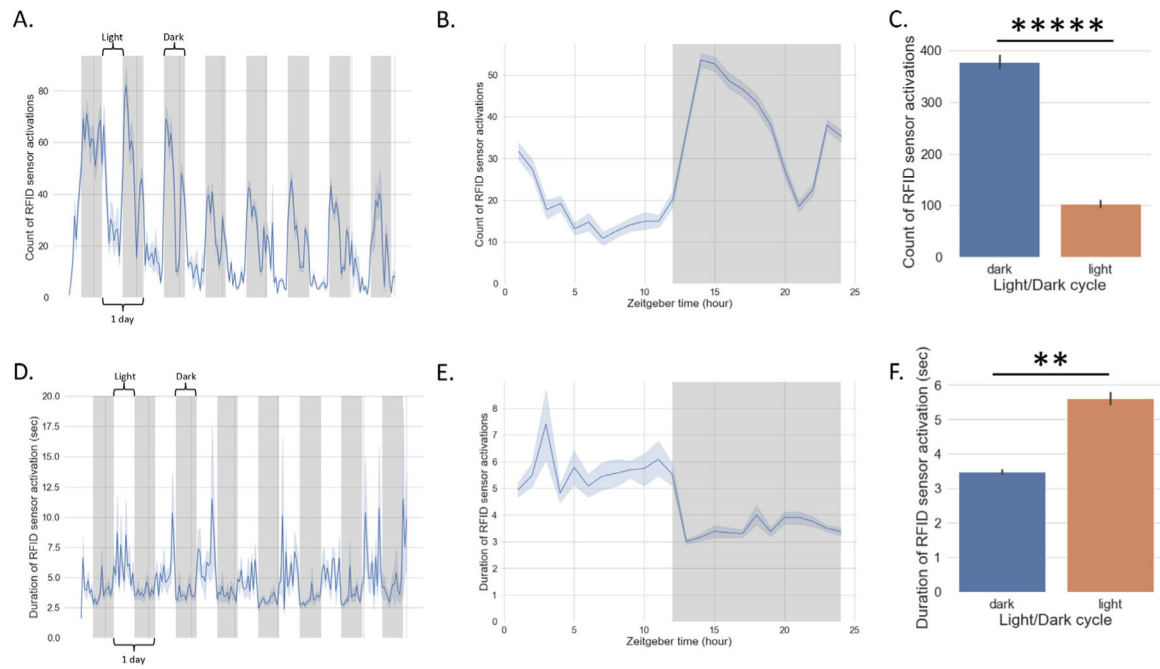 A.
Light
Dark
Count of RFID sensor activations
80
60
40
20
0
1 day
B.
Count of RFID sensor activations
50
40
30
20
10
0
0
5
10
15
20
25
Zeitgeber time (hour)
C.
*****
Count of RFID sensor activations
400
300
200
100
0
dark
light
Light/Dark cycle
D.
Light
Dark
Duration of RFID sensor activation (sec)
20.0
17.5
15.0
12.5
10.0
7.5
5.0
2.5
0.0
1 day
E.
Duration of RFID sensor activations
8
7
6
5
4
3
2
1
0
0
5
10
15
20
25
Zeitgeber time (hour)
F.
**
Duration of RFID sensor activation (sec)
6
5
4
3
2
1
0
dark
light
Light/Dark cycle